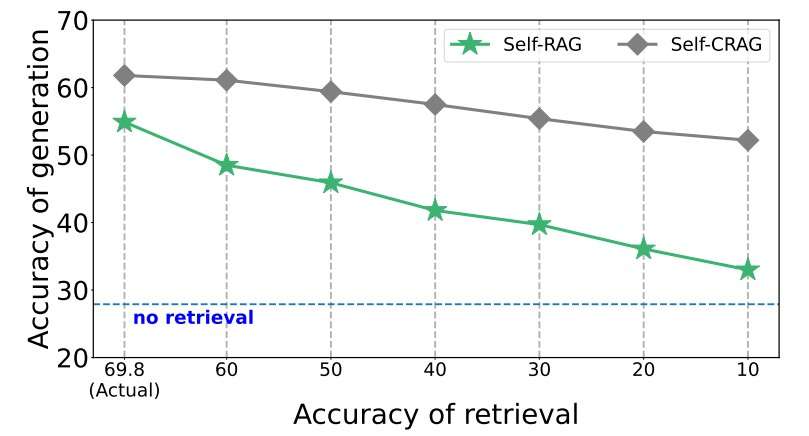 Accuracy of generation
70
60
50
40
30
20
Self-RAG
Self-CRAG
no retrieval
69.8 60 50 40 30 20 10
(Actual)
Accuracy of retrieval